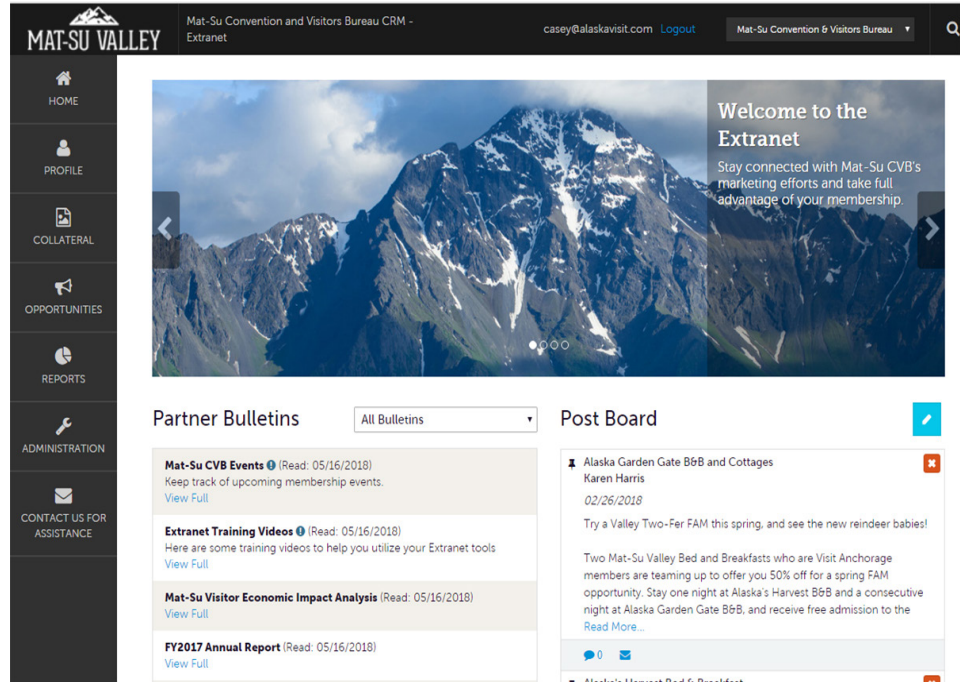 MAT-SU VALLEY
Mat-Su Convention and Visitors Bureau CRM -
Extranet
casey@alaskavisit.com Logout
Mat-Su Convention & Visitors Bureau
HOME
PROFILE
COLLATERAL
OPPORTUNITIES
REPORTS
ADMINISTRATION
CONTACT US FOR
ASSISTANCE
Welcome to the
Extranet
Stay connected with Mat-Su CVB's
marketing efforts and take full
advantage of your membership.
Partner Bulletins
All Bulletins
Mat-Su CVB Events (Read: 05/16/2018)
Keep track of upcoming membership events.
View Full
Extranet Training Videos (Read: 05/16/2018)
Here are some training videos to help you utilize your Extranet tools
View Full
Mat-Su Visitor Economic Impact Analysis (Read: 05/16/2018)
View Full
FY2017 Annual Report (Read: 05/16/2018)
View Full
Post Board
Alaska Garden Gate B&B and Cottages
Karen Harris
02/26/2018
Try a Valley Two-Fer FAM this spring, and see the new reindeer babies!
Two Mat-Su Valley Bed and Breakfasts who are Visit Anchorage
members are teaming up to offer you 50% off for a spring FAM
opportunity. Stay one night at Alaska's Harvest B&B and a consecutive
night at Alaska Garden Gate B&B, and receive free admission to the
Read More...
0
Alaska's Harvest Bed & Breakfast